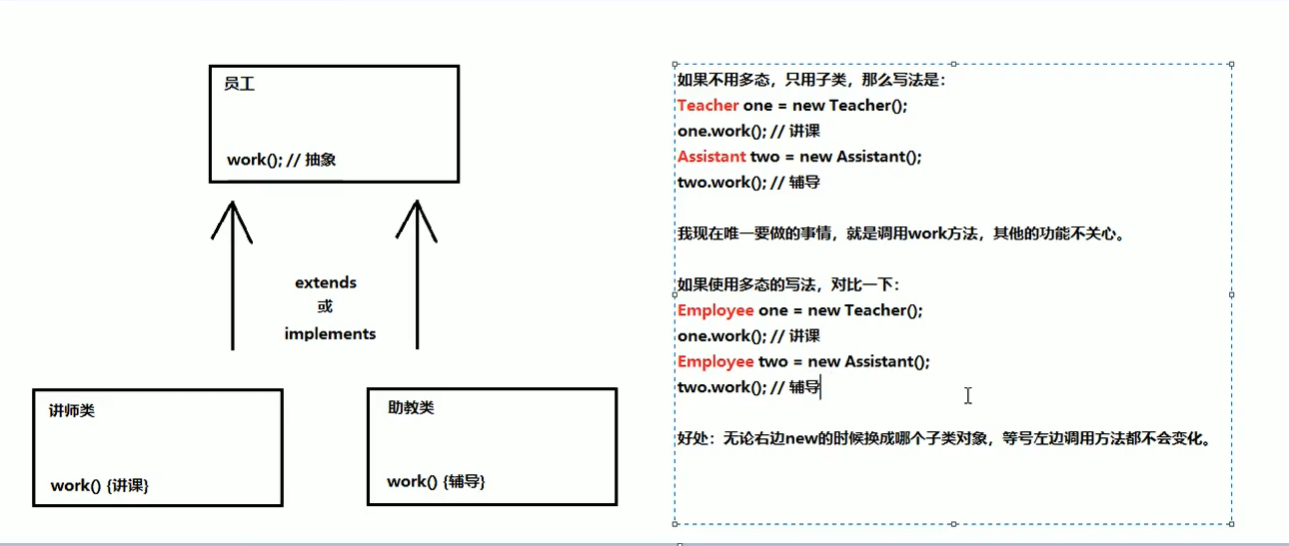 员工
work(); // 抽象
extends
或
implements
讲师类
work() {讲课}
助教类
work() {辅导}
如果不用多态，只用子类，那么写法是：
Teacher one = new Teacher();
one.work(); // 讲课
Assistant two = new Assistant();
two.work(); // 辅导
我现在唯一要做的事情，就是调用work方法，其他的功能不关心。
如果使用多态的写法，对比一下：
Employee one = new Teacher();
one.work(); // 讲课
Employee two = new Assistant();
two.work(); // 辅导
好处：无论右边new的时候换成哪个子类对象，等号左边调用方法都不会变化。